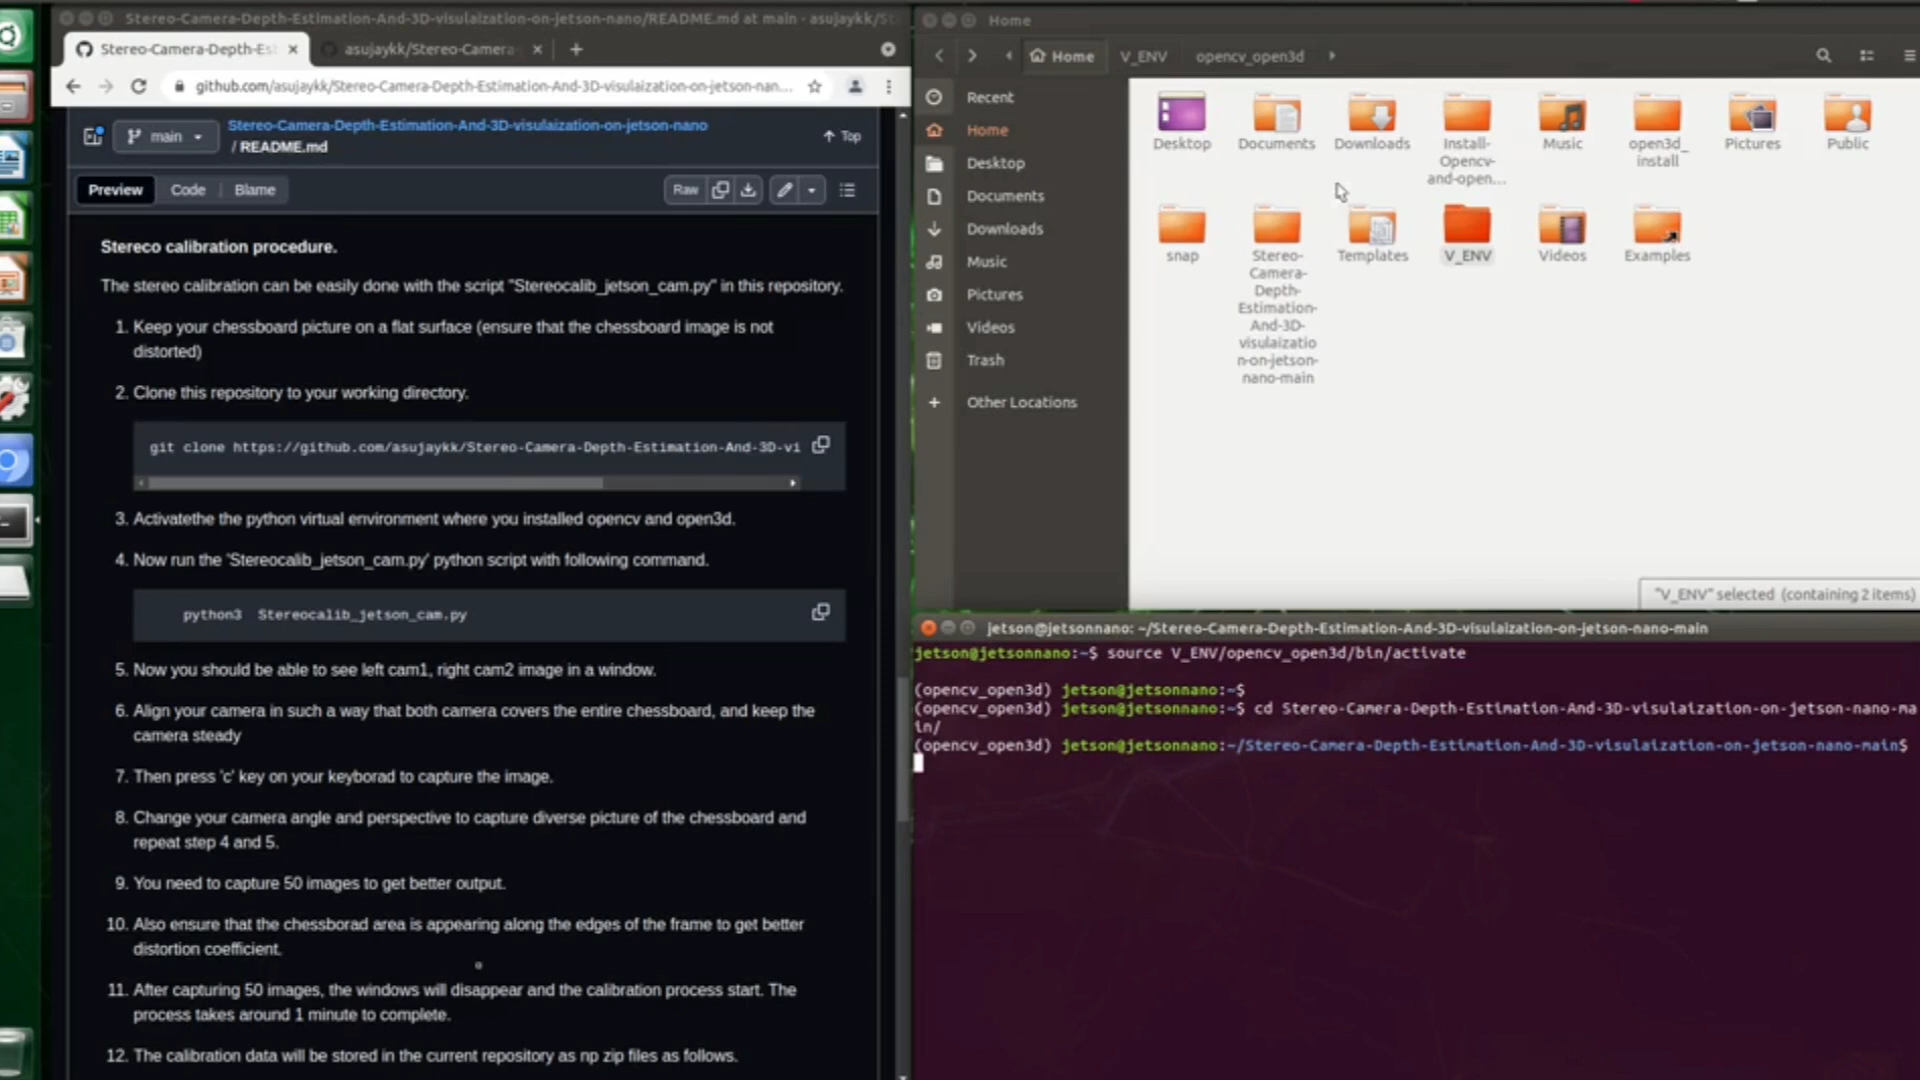 Stereo-Camera-Depth-Estimation-And-3D-visulaization-on-jetson-nano/README.md at main · asujaykk/St
Stereo-Camera-Depth-Est
asujaykk/Stereo-Camera-
github.com/asujaykk/Stereo-Camera-Depth-Estimation-And-3D-visulaization-on-jetson-nan...
main
Stereo-Camera-Depth-Estimation-And-3D-visulaization-on-jetson-nano
/ README.md
Top
Preview
Code
Blame
Raw
Stereco calibration procedure.
The stereo calibration can be easily done with the script "Stereocalib_jetson_cam.py" in this repository.
1. Keep your chessboard picture on a flat surface (ensure that the chessboard image is not
distorted)
2. Clone this repository to your working directory.
git clone https://github.com/asujaykk/Stereo-Camera-Depth-Estimation-And-3D-vi
3. Activatethe the python virtual environment where you installed opencv and open3d.
4. Now run the 'Stereocalib_jetson_cam.py' python script with following command.
python3 Stereocalib_jetson_cam.py
5. Now you should be able to see left cam1, right cam2 image in a window.
6. Align your camera in such a way that both camera covers the entire chessboard, and keep the
camera steady
7. Then press 'c' key on your keyborad to capture the image.
8. Change your camera angle and perspective to capture diverse picture of the chessboard and
repeat step 4 and 5.
9. You need to capture 50 images to get better output.
10. Also ensure that the chessborad area is appearing along the edges of the frame to get better
distortion coefficient.
11. After capturing 50 images, the windows will disappear and the calibration process start. The
process takes around 1 minute to complete.
12. The calibration data will be stored in the current repository as np zip files as follows.
Home
Home
V_ENV
opencv_open3d
Recent
Home
Desktop
Documents
Downloads
Music
Pictures
Videos
Trash
Other Locations
Desktop
Documents
Downloads
Install-
Opencv-
and-open...
Music
open3d_
install
Pictures
Public
snap
Stereo-
Camera-
Depth-
Estimation-
And-3D-
visulaizatio
n-on-jetson-
nano-main
Templates
V_ENV
Videos
Examples
"V_ENV" selected (containing 2 items)
jetson@jetsonnano: ~/Stereo-Camera-Depth-Estimation-And-3D-visulaization-on-jetson-nano-main
jetson@jetsonnano:~$ source V_ENV/opencv_open3d/bin/activate
(opencv_open3d) jetson@jetsonnano:~$
(opencv_open3d) jetson@jetsonnano:~$ cd Stereo-Camera-Depth-Estimation-And-3D-visulaization-on-jetson-nano-ma
in/
(opencv_open3d) jetson@jetsonnano:~/Stereo-Camera-Depth-Estimation-And-3D-visulaization-on-jetson-nano-main$